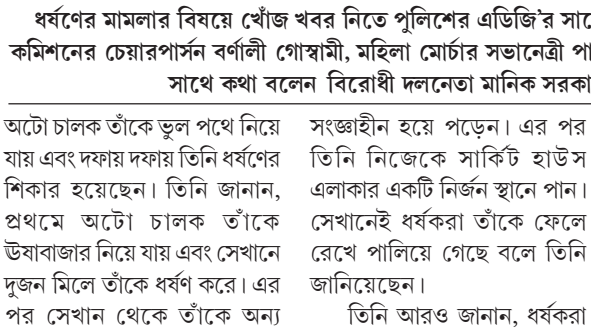 ধর্ষণের মামলার বিষয়ে খোঁজ খবর নিতে পুলিশের এডিজি'র
কমিশনের চেয়ারপার্সন বর্ণালী গোস্বামী, মহিলা মোর্চার সভানেত্রী
সাথে কথা বলেন বিরোধী দলনেতা মানিক
অটো চালক তাঁকে ভুল পথে নিয়ে
যায় এবং দফায় দফায় তিনি ধর্ষণের
শিকার হয়েছেন। তিনি জানান,
প্রথমে অটো চালক তাঁকে
ঊষাবাজার নিয়ে যায় এবং সেখানে
দুজন মিলে তাঁকে ধর্ষণ করে। এর
পর সেখান থেকে তাঁকে অন্য
সংজ্ঞাহীন হয়ে পড়েন। এর পর
তিনি নিজেকে সার্কিট হাউস
এলাকার একটি নির্জন স্থানে পান।
সেখানেই ধর্ষকরা তাঁকে ফেলে
রেখে পালিয়ে গেছে বলে তিনি
জানিয়েছেন।
তিনি আরও জানান, ধর্ষকরা